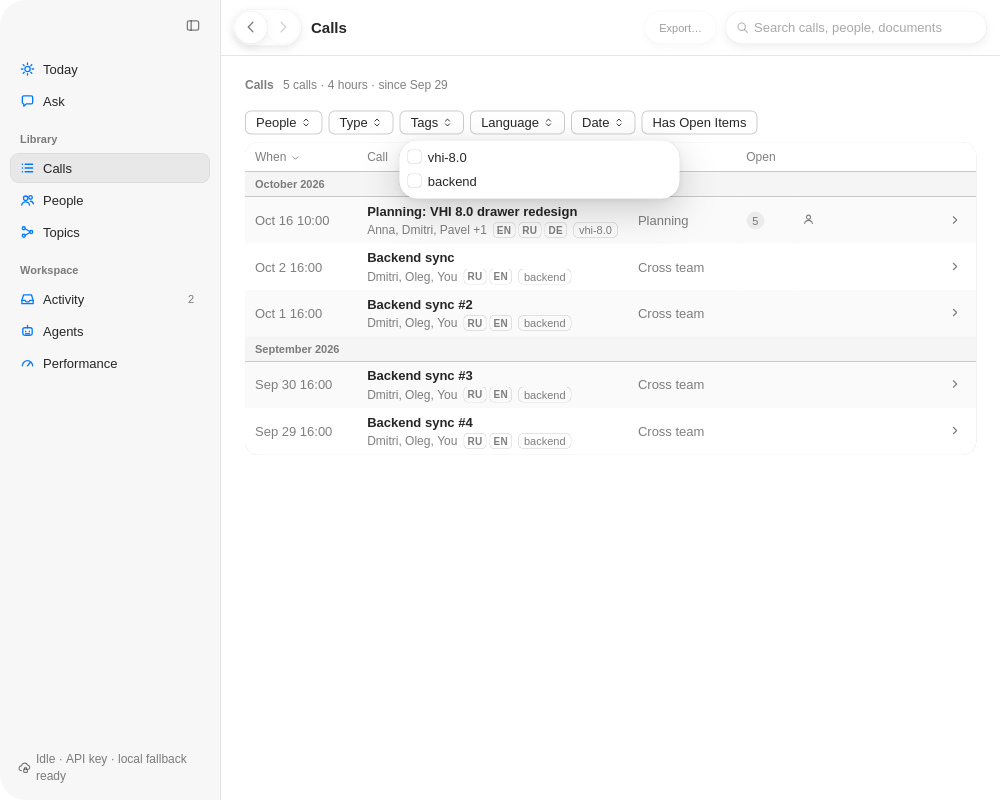 Calls
Export…
Search calls, people, documents
Today
Ask
Library
Calls
People
Topics
Workspace
Activity 2
Agents
Performance
Idle · API key · local fallback
ready
Calls 5 calls · 4 hours · since Sep 29
People Type Tags Language Date Has Open Items
When Call Open
vhi-8.0
backend
October 2026
Oct 16 10:00 Planning: VHI 8.0 drawer redesign Planning 5
Anna, Dmitri, Pavel +1 EN RU DE vhi-8.0
Oct 2 16:00 Backend sync Cross team
Dmitri, Oleg, You RU EN backend
Oct 1 16:00 Backend sync #2 Cross team
Dmitri, Oleg, You RU EN backend
September 2026
Sep 30 16:00 Backend sync #3 Cross team
Dmitri, Oleg, You RU EN backend
Sep 29 16:00 Backend sync #4 Cross team
Dmitri, Oleg, You RU EN backend